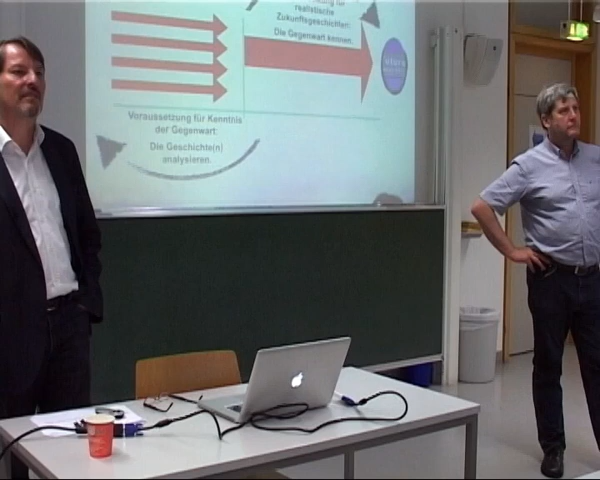 realistische
Zukunftsgeschichten:
Die Gegenwart kennen.
Voraussetzung für Kenntnis
der Gegenwart:
Die Geschichte(n)
analysieren.